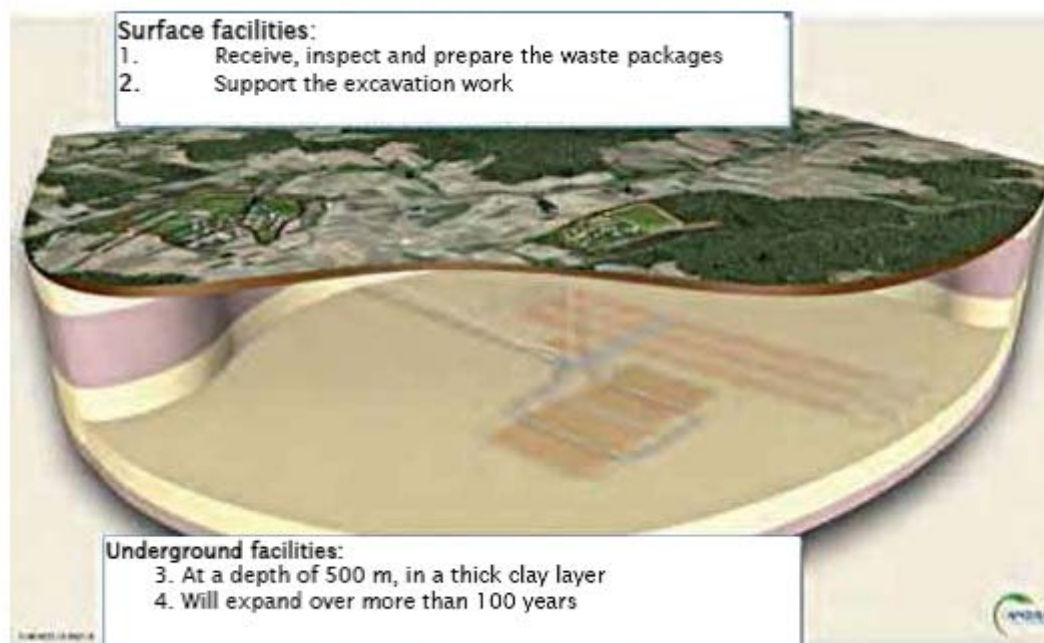 Surface facilities:
1. Receive, inspect and prepare the waste packages
2. Support the excavation work
Underground facilities:
3. At a depth of 500 m, in a thick clay layer
4. Will expand over more than 100 years